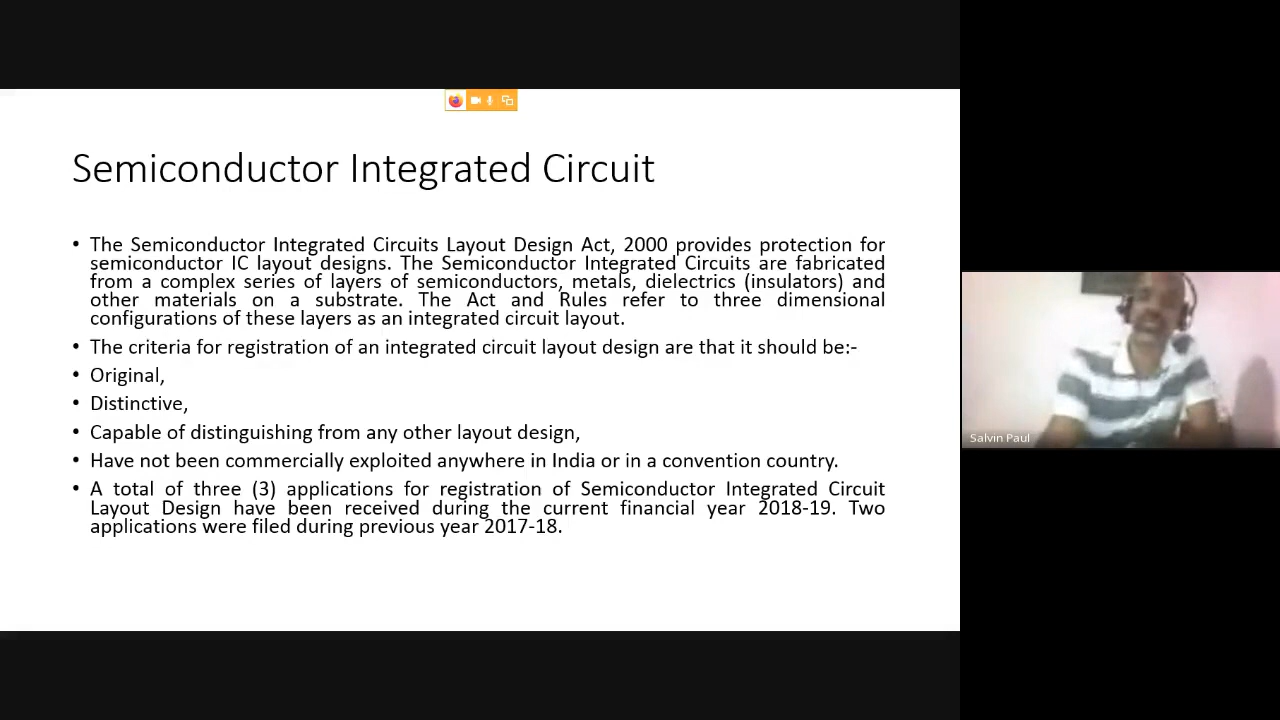 Semiconductor Integrated Circuit
• The Semiconductor Integrated Circuits Layout Design Act, 2000 provides protection for
semiconductor IC layout designs. The Semiconductor Integrated Circuits are fabricated
from a complex series of layers of semiconductors, metals, dielectrics (insulators) and
other materials on a substrate. The Act and Rules refer to three dimensional
configurations of these layers as an integrated circuit layout.
• The criteria for registration of an integrated circuit layout design are that it should be:-
• Original,
• Distinctive,
• Capable of distinguishing from any other layout design,
• Have not been commercially exploited anywhere in India or in a convention country.
• A total of three (3) applications for registration of Semiconductor Integrated Circuit
Layout Design have been received during the current financial year 2018-19. Two
applications were filed during previous year 2017-18.
Salvin Paul